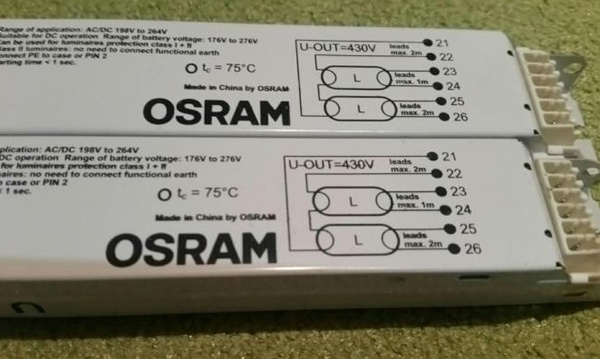 Range of application: AC/DC 198V to 264V
Suitable for DC operation Range of battery voltage: 176V to 276V
Can be used for luminaires protection class I + II
class II luminaires: no need to connect functional earth
connect PE to case or PIN 2
starting time < 1 sec.
tc = 75°C
Made in China by OSRAM
OSRAM
U-OUT=430V
leads max. 2m
21
22
L
leads max. 1m
23
24
L
leads max. 2m
25
26
plication: AC/DC 198V to 264V
DC operation Range of battery voltage: 176V to 276V
for luminaires protection class I + II
aires: no need to connect functional earth
o case or PIN 2
< 1 sec.
tc = 75°C
Made in China by OSRAM
OSRAM
U-OUT=430V
leads max. 2m
21
22
L
leads max. 1m
23
24
L
leads max. 2m
25
26